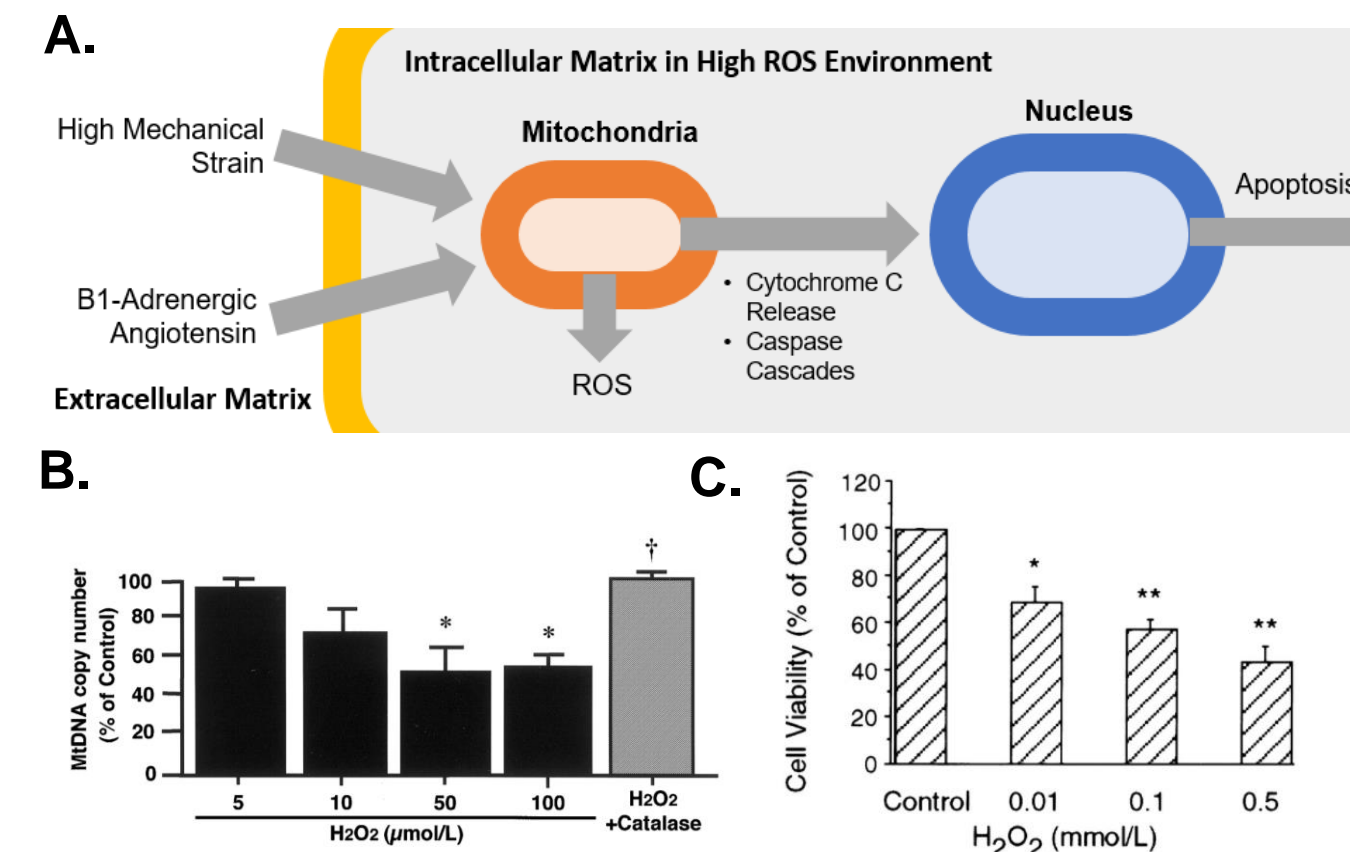 A.
Intracellular Matrix in High ROS Environment
High Mechanical
Strain
Mitochondria
Nucleus
Apoptosis
B1-Adrenergic
Angiotensin
• Cytochrome C
Release
• Caspase
Cascades
ROS
Extracellular Matrix
B.
MtDNA copy number
(% of Control)
100
80
60
40
20
0
*
*
†
5
10
50
100
H2O2
+Catalase
H2O2 (µmol/L)
C.
Cell Viability (% of Control)
120
100
80
60
40
20
0
*
**
**
Control
0.01
0.1
0.5
H2O2 (mmol/L)